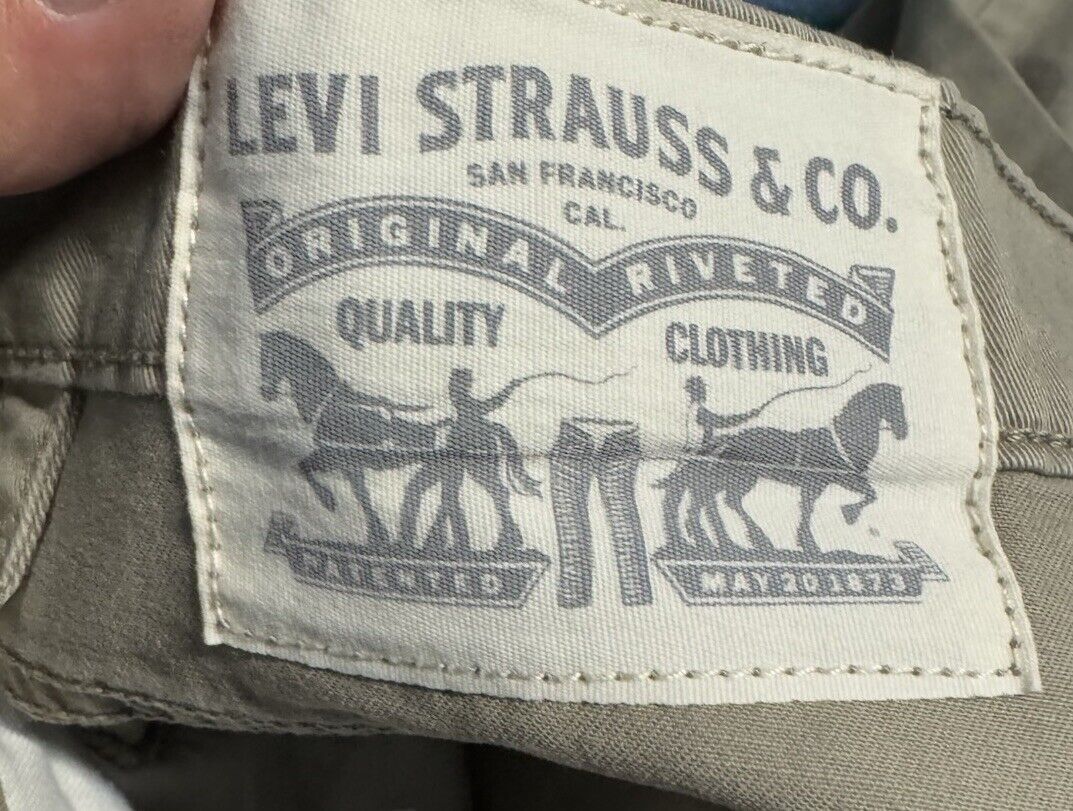 LEVI STRAUSS & CO.
SAN FRANCISCO
CAL.
ORIGINAL RIVETED
QUALITY CLOTHING
PATENTED MAY 20 1873